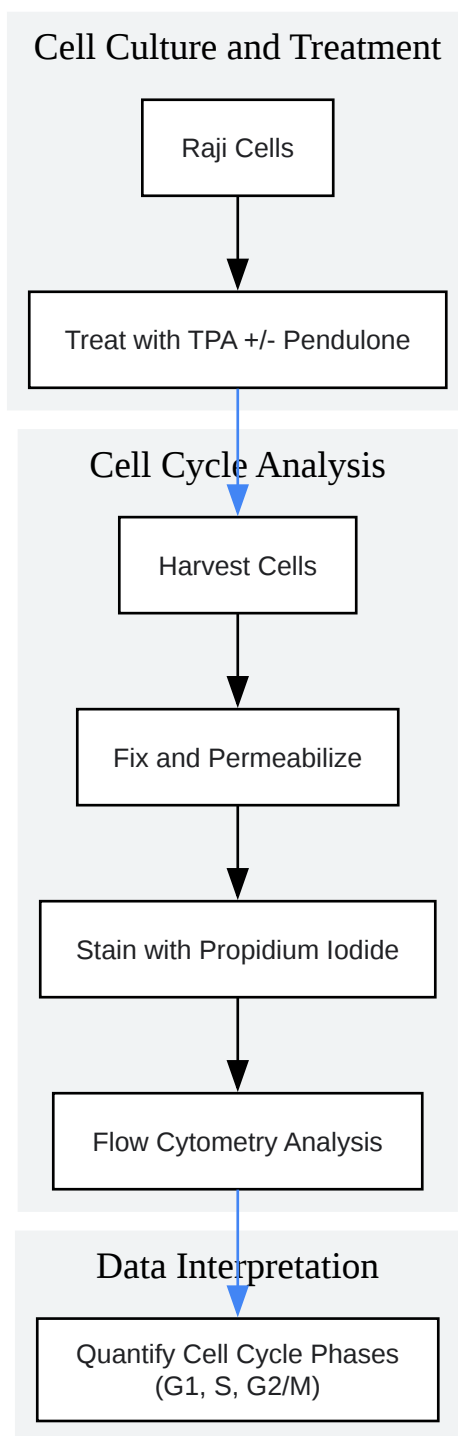 Cell Culture and Treatment
Raji Cells
Treat with TPA +/- Pendulone
Cell Cycle Analysis
Harvest Cells
Fix and Permeabilize
Stain with Propidium Iodide
Flow Cytometry Analysis
Data Interpretation
Quantify Cell Cycle Phases
(G1, S, G2/M)